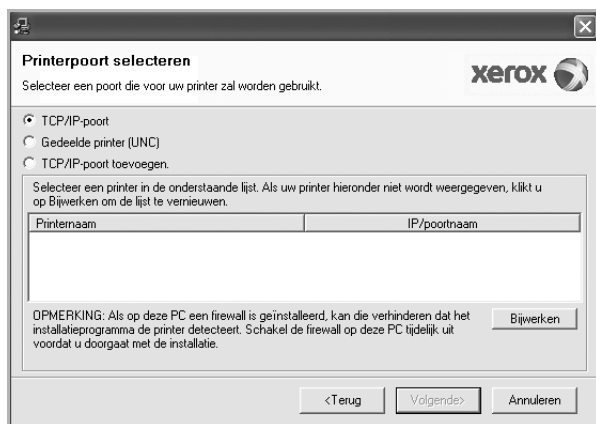 Printerpoort selecteren
Selecteer een poort die voor uw printer zal worden gebruikt.
xerox
TCP/IP-poort
Gedeelde printer (UNC)
TCP/IP-poort toevoegen.
Selecteer een printer in de onderstaande lijst. Als uw printer hieronder niet wordt weergegeven, klikt u
op Bijwerken om de lijst te vernieuwen.
Printernaam IP/poortnaam
OPMERKING: Als op deze PC een firewall is geïnstalleerd, kan die verhinderen dat het
installatieprogramma de printer detecteert. Schakel de firewall op deze PC tijdelijk uit
voordat u doorgaat met de installatie.
Bijwerken
<Terug Volgende> Annuleren